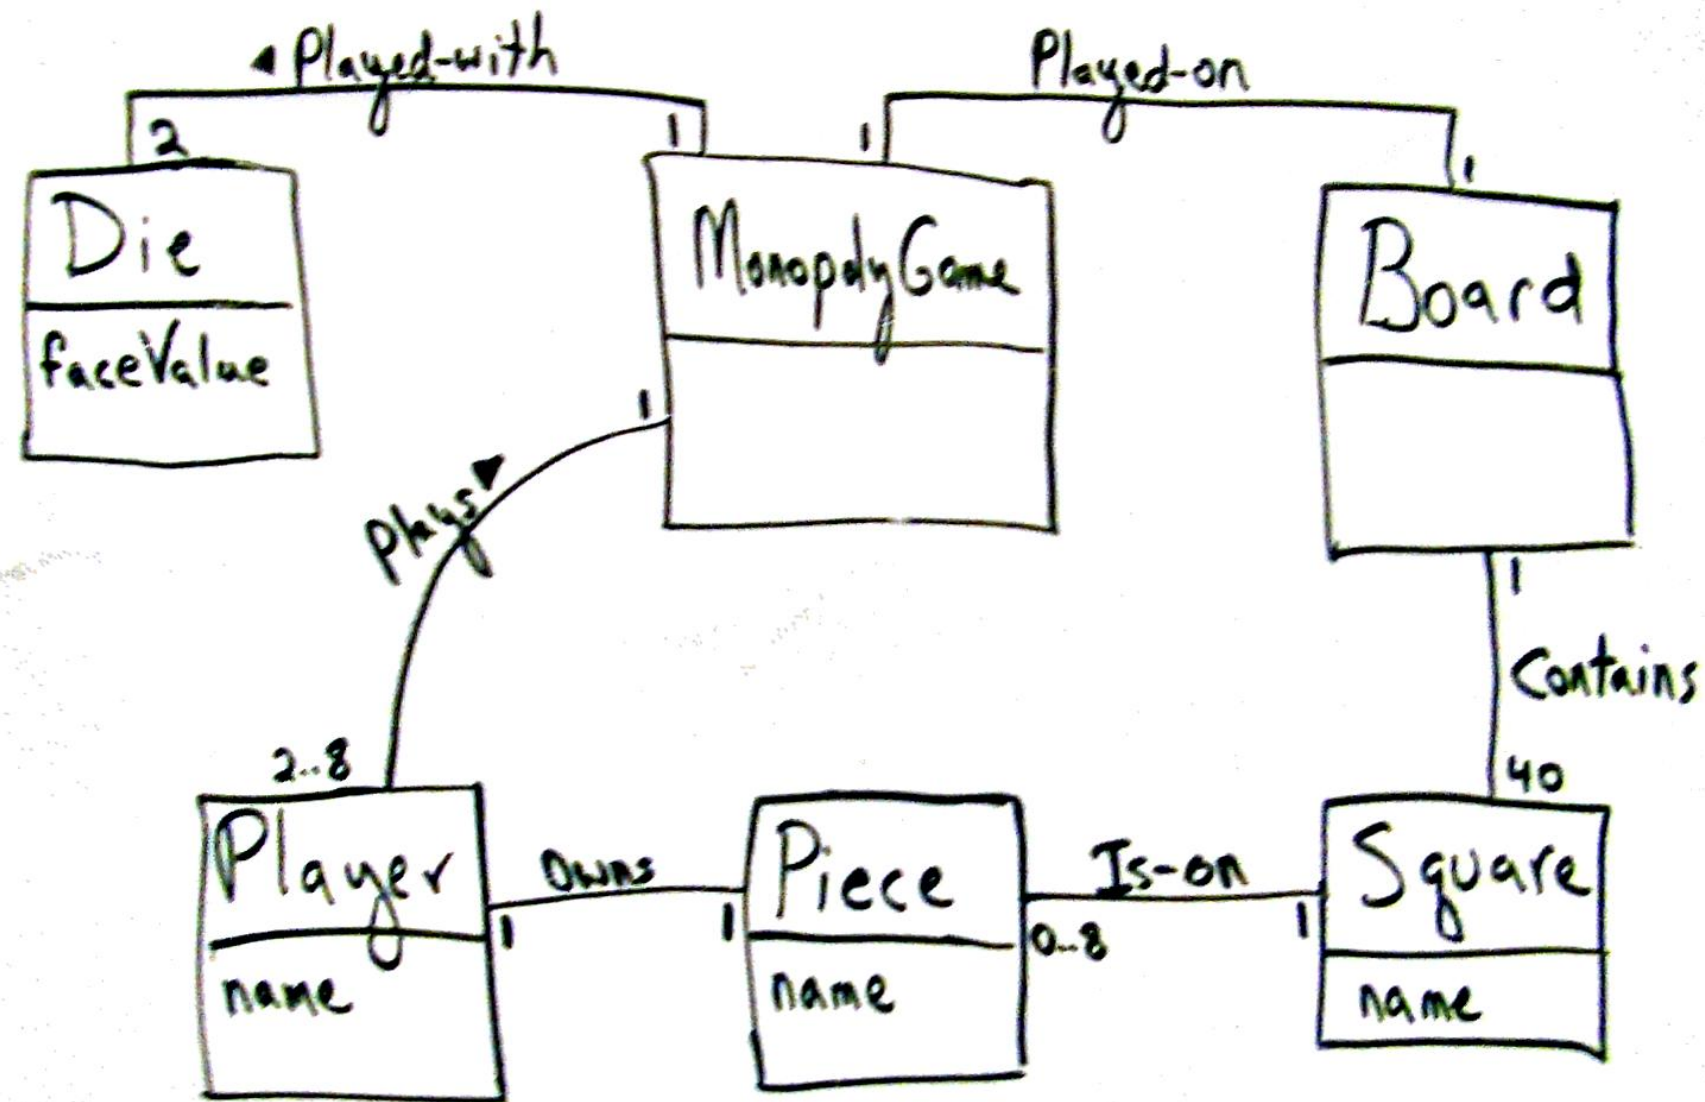 Played-with
Played-on
2
1
1
1
Die
MonopolyGame
Board
faceValue
1
Plays
1
Contains
2..8
40
Player
Owns
Piece
Is-on
Square
1
1
0..8
1
name
name
name